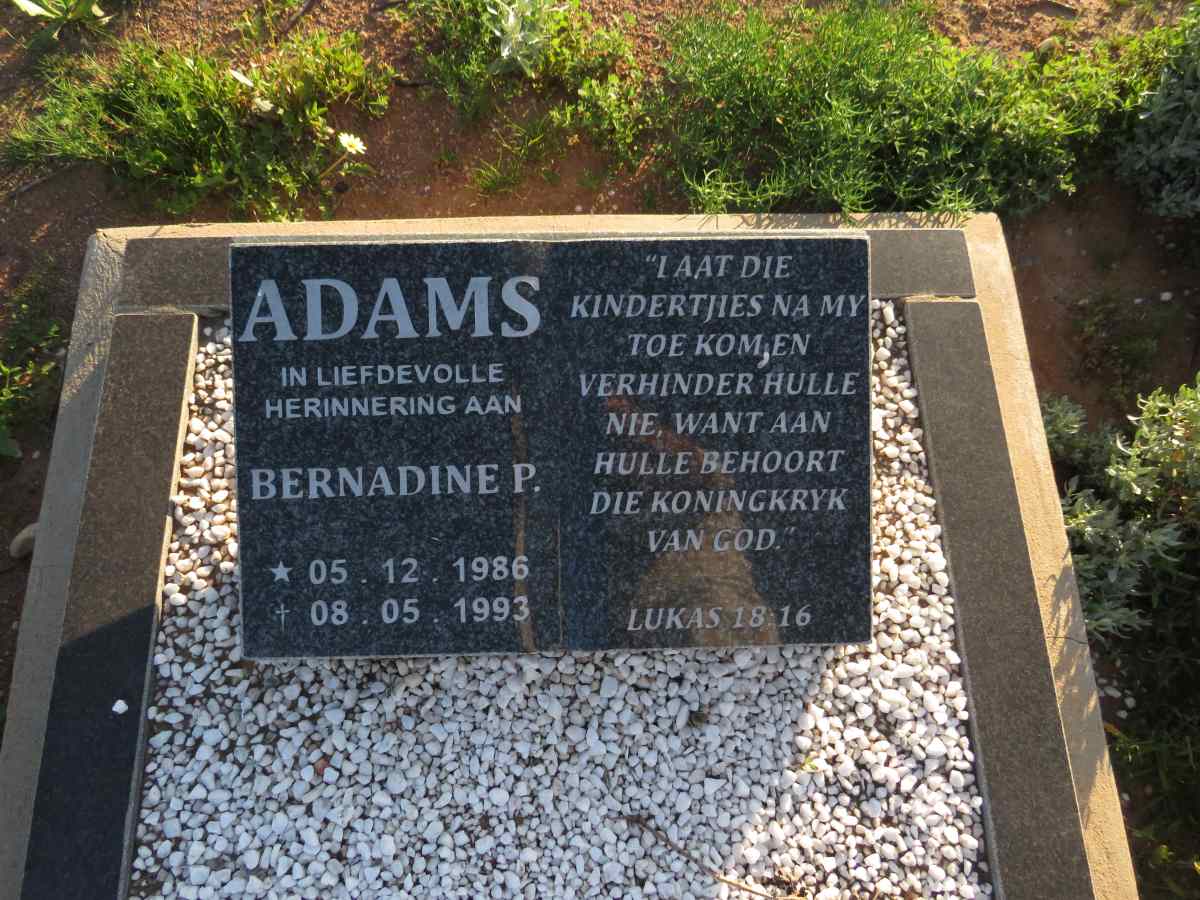 ADAMS
IN LIEFDEVOLLE
HERINNERING AAN
BERNADINE P.
★ 05 . 12 . 1986
† 08 . 05 . 1993
“I AAT DIE
KINDERTJIES NA MY
TOE KOM,EN
VERHINDER HULLE
NIE, WANT AAN
HULLE BEHOORT
DIE KONINGKRYK
VAN GOD.”
LUKAS 18:16